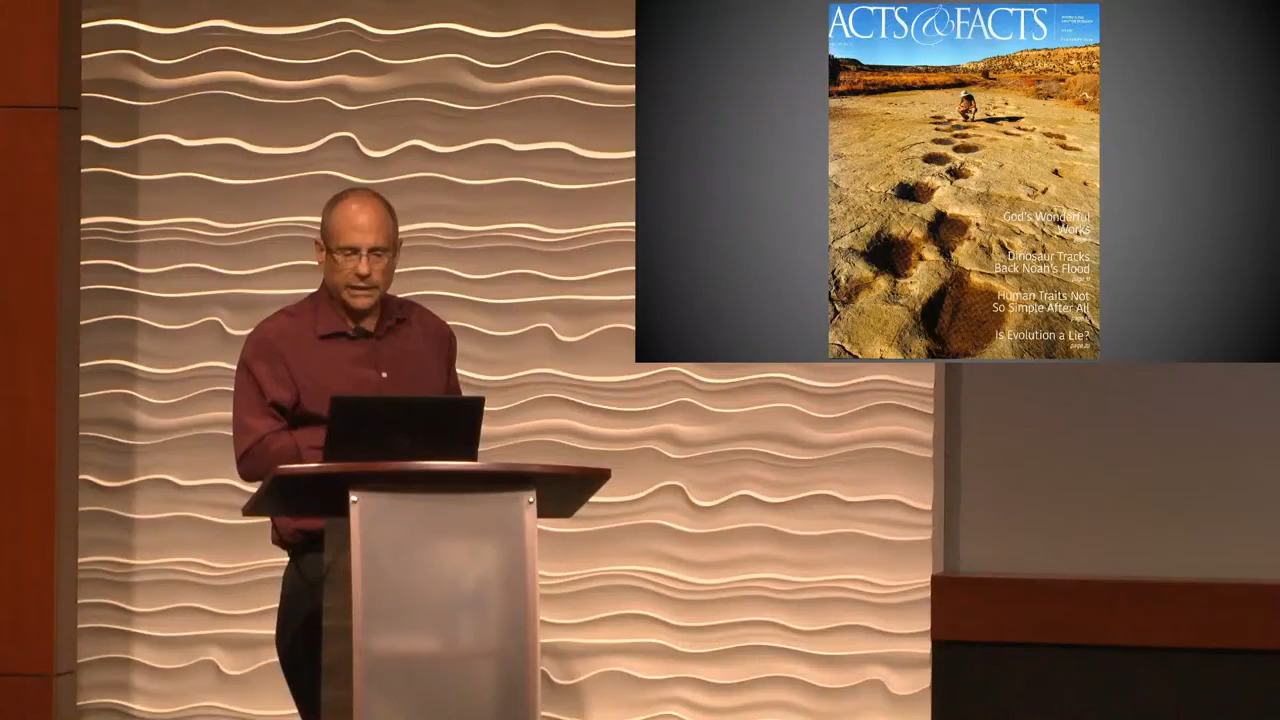 ACTS & FACTS
God's Wonderful
Works
Dinosaur Tracks
Back Noah's Flood
Human Traits Not
So Simple After All
Is Evolution a Lie?